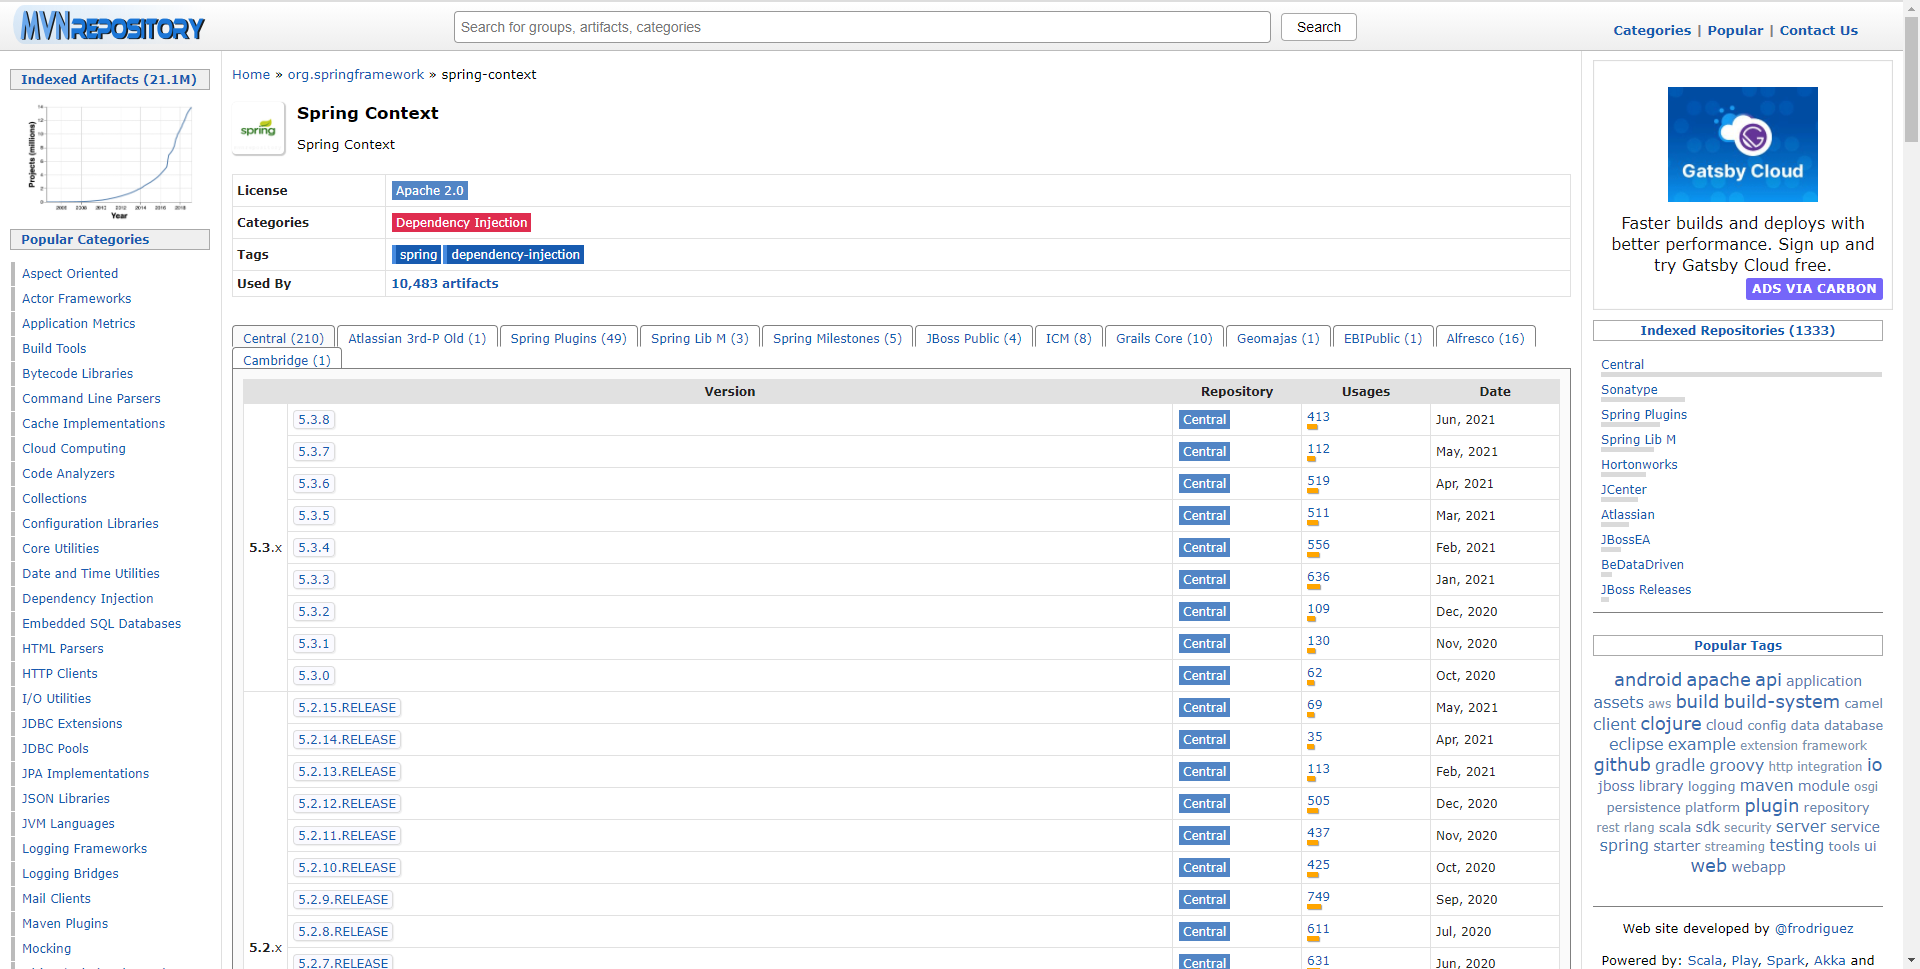 MVNREPOSITORY
Search for groups, artifacts, categories
Search
Categories | Popular | Contact Us
Indexed Artifacts (21.1M)
Projects (millions)
Year
Popular Categories
Aspect Oriented
Actor Frameworks
Application Metrics
Build Tools
Bytecode Libraries
Command Line Parsers
Cache Implementations
Cloud Computing
Code Analyzers
Collections
Configuration Libraries
Core Utilities
Date and Time Utilities
Dependency Injection
Embedded SQL Databases
HTML Parsers
HTTP Clients
I/O Utilities
JDBC Extensions
JDBC Pools
JPA Implementations
JSON Libraries
JVM Languages
Logging Frameworks
Logging Bridges
Mail Clients
Maven Plugins
Mocking
Home » org.springframework » spring-context
spring
Spring Context
Spring Context
License Apache 2.0
Categories Dependency Injection
Tags spring dependency-injection
Used By 10,483 artifacts
Central (210) Atlassian 3rd-P Old (1) Spring Plugins (49) Spring Lib M (3) Spring Milestones (5) JBoss Public (4) ICM (8) Grails Core (10) Geomajas (1) EBIPublic (1) Alfresco (16)
Cambridge (1)
Version Repository Usages Date
5.3.8 Central 413 Jun, 2021
5.3.7 Central 112 May, 2021
5.3.6 Central 519 Apr, 2021
5.3.5 Central 511 Mar, 2021
5.3.x 5.3.4 Central 556 Feb, 2021
5.3.3 Central 636 Jan, 2021
5.3.2 Central 109 Dec, 2020
5.3.1 Central 130 Nov, 2020
5.3.0 Central 62 Oct, 2020
5.2.15.RELEASE Central 69 May, 2021
5.2.14.RELEASE Central 35 Apr, 2021
5.2.13.RELEASE Central 113 Feb, 2021
5.2.12.RELEASE Central 505 Dec, 2020
5.2.11.RELEASE Central 437 Nov, 2020
5.2.10.RELEASE Central 425 Oct, 2020
5.2.9.RELEASE Central 749 Sep, 2020
5.2.8.RELEASE Central 611 Jul, 2020
5.2.x
5.2.7.RELEASE Central 631 Jun, 2020
Gatsby Cloud
Faster builds and deploys with
better performance. Sign up and
try Gatsby Cloud free.
ADS VIA CARBON
Indexed Repositories (1333)
Central
Sonatype
Spring Plugins
Spring Lib M
Hortonworks
JCenter
Atlassian
JBossEA
BeDataDriven
JBoss Releases
Popular Tags
android apache api application
assets aws build build-system camel
client clojure cloud config data database
eclipse example extension framework
github gradle groovy http integration io
jboss library logging maven module osgi
persistence platform plugin repository
rest rlang scala sdk security server service
spring starter streaming testing tools ui
web webapp
Web site developed by @frodriguez
Powered by: Scala, Play, Spark, Akka and